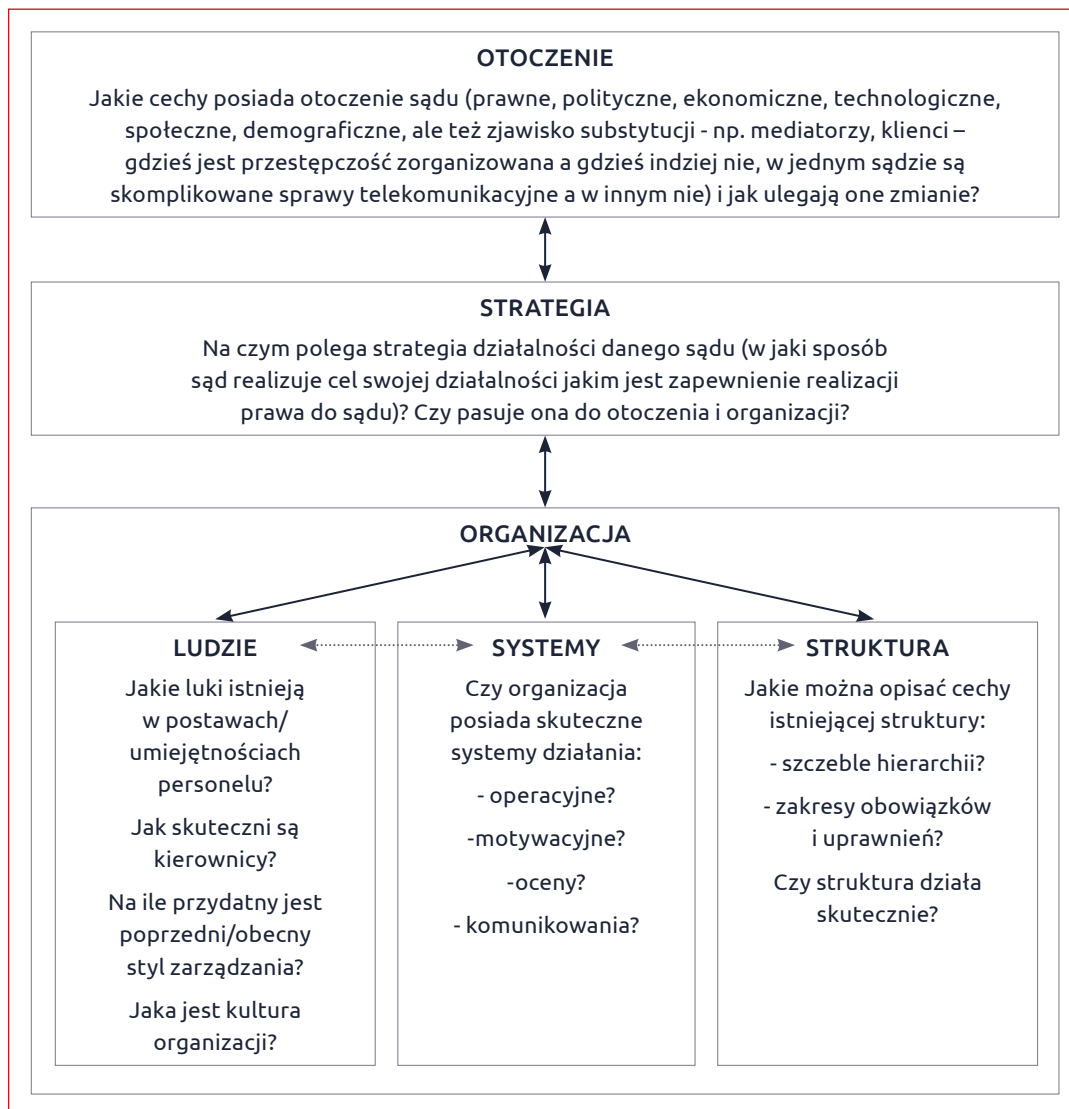 OTOCZENIE
Jakie cechy posiada otoczenie sądu (prawne, polityczne, ekonomiczne, technologiczne,
społeczne, demograficzne, ale też zjawisko substytucji - np. mediatorzy, klienci –
gdzieś jest przestępczość zorganizowana a gdzieś indziej nie, w jednym sądzie są
skomplikowane sprawy telekomunikacyjne a w innym nie) i jak ulegają one zmianie?
STRATEGIA
Na czym polega strategia działalności danego sądu (w jaki sposób
sąd realizuje cel swojej działalności jakim jest zapewnienie realizacji
prawa do sądu)? Czy pasuje ona do otoczenia i organizacji?
ORGANIZACJA
LUDZIE
Jakie luki istnieją
w postawach/
umiejętnościach
personelu?
Jak skuteczni są
kierownicy?
Na ile przydatny jest
poprzedni/obecny
styl zarządzania?
Jaka jest kultura
organizacji?
SYSTEMY
Czy organizacja
posiada skuteczne
systemy działania:
- operacyjne?
-motywacyjne?
-oceny?
- komunikowania?
STRUKTURA
Jakie można opisać cechy
istniejącej struktury:
- szczeble hierarchii?
- zakresy obowiązków
i uprawnień?
Czy struktura działa
skutecznie?